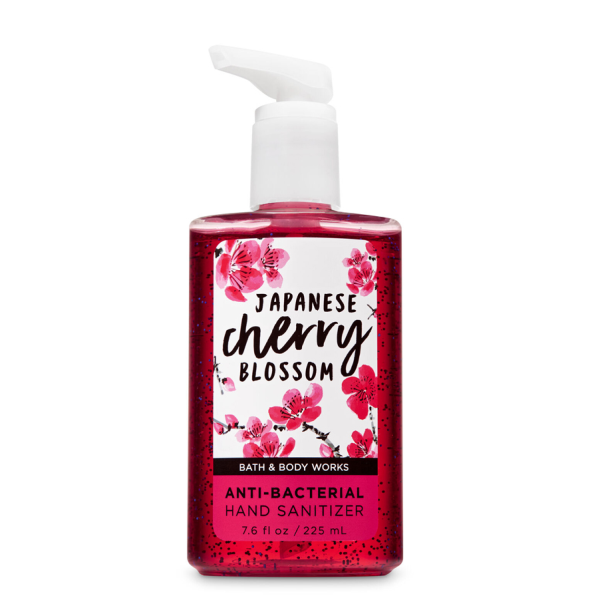 JAPANESE
cherry
BLOSSOM
BATH & BODY WORKS
ANTI-BACTERIAL
HAND SANITIZER
7.6 fl oz / 225 mL